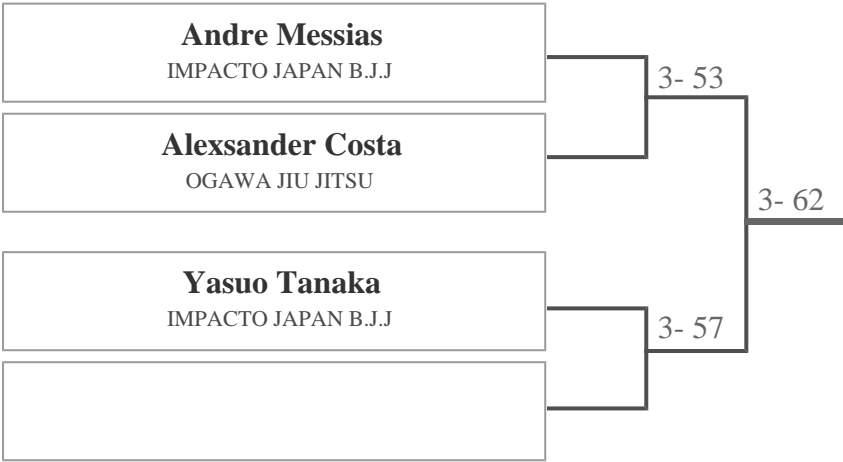 Andre Messias
IMPACTO JAPAN B.J.J
3- 53
Alexsander Costa
OGAWA JIU JITSU
3- 62
Yasuo Tanaka
IMPACTO JAPAN B.J.J
3- 57